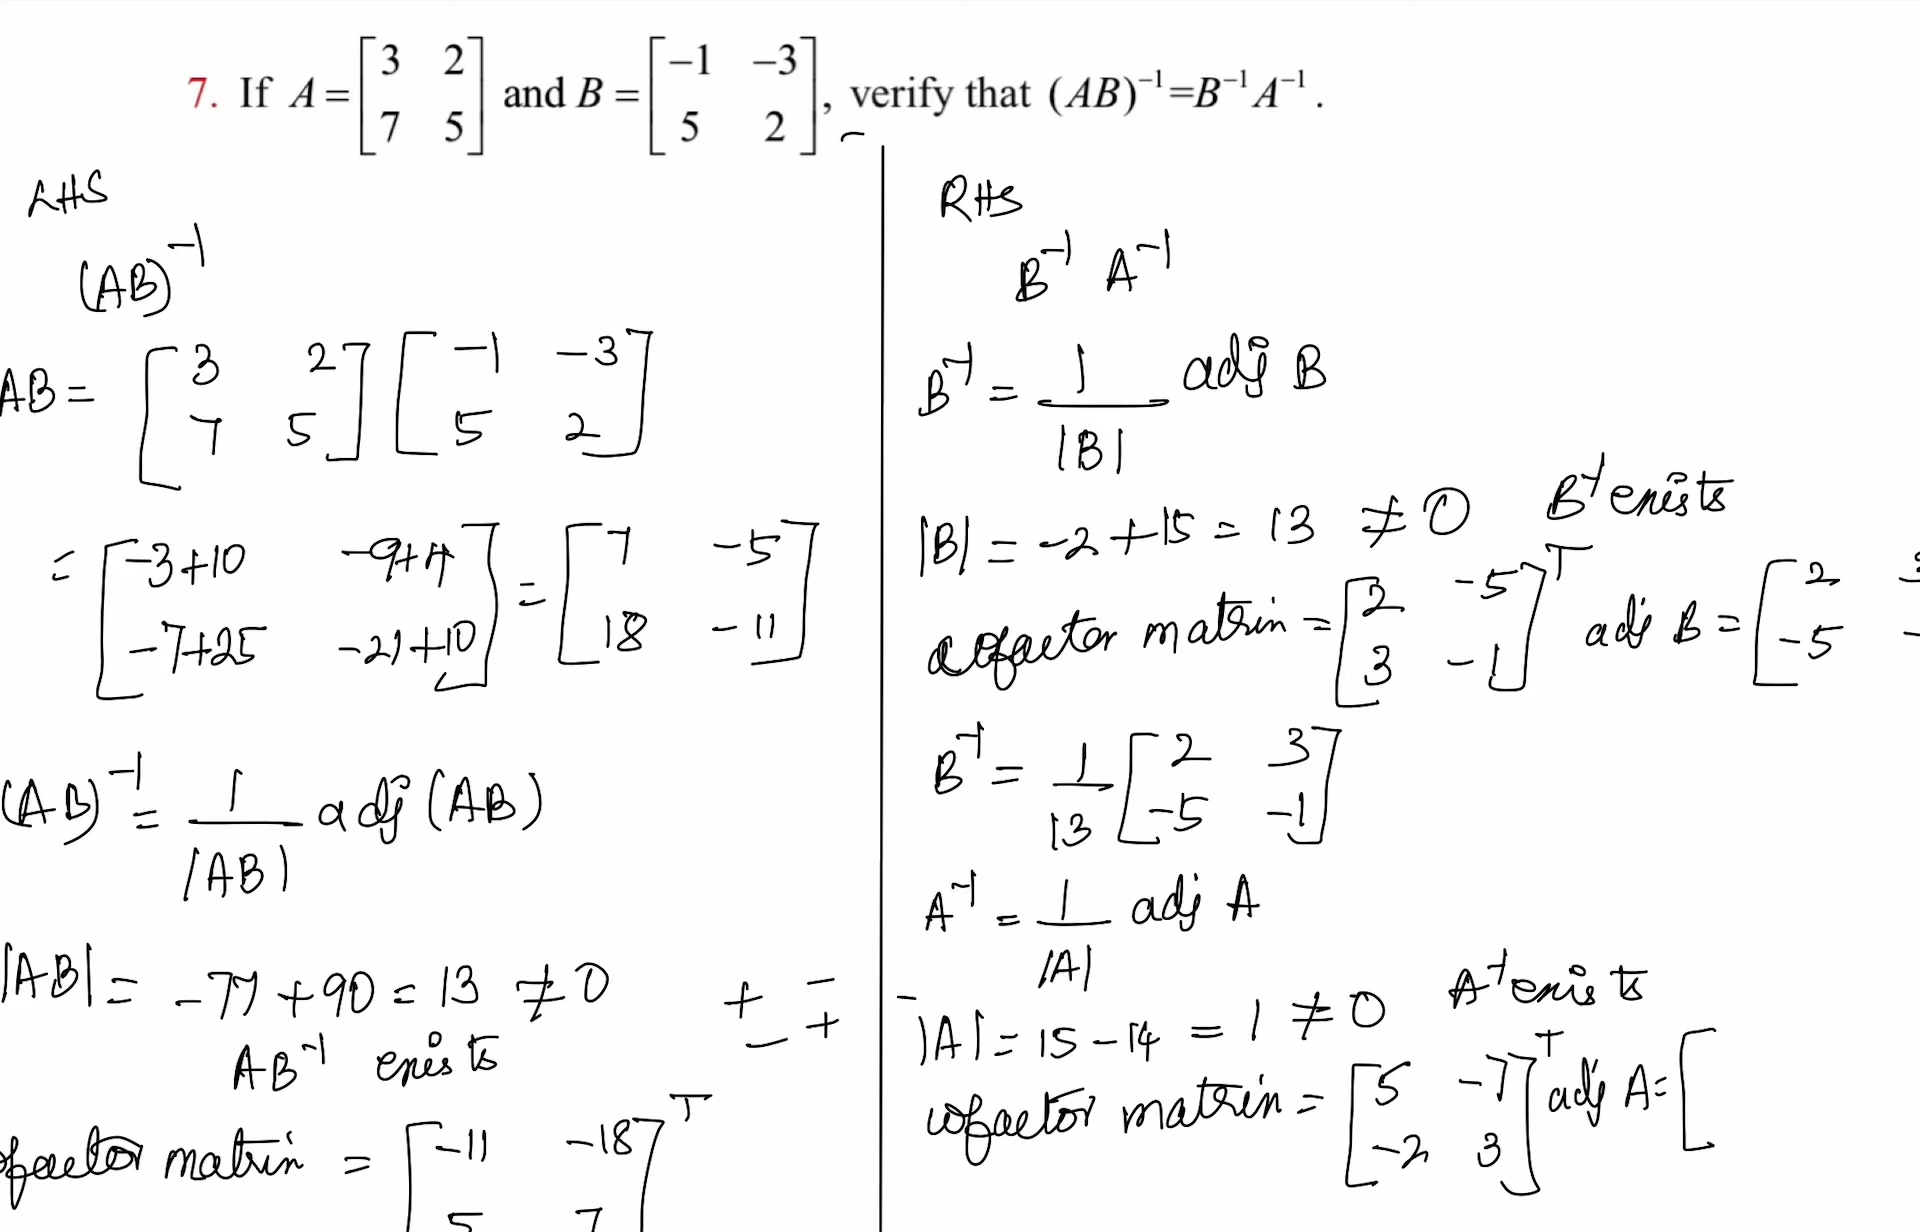 7. If A = [3 2; 7 5] and B = [−1 −3; 5 2], verify that (AB)⁻¹=B⁻¹A⁻¹.
LHS
(AB)⁻¹
AB = [3 2; 7 5] [−1 −3; 5 2]
= [−3+10 −9+4; −7+25 −21+10] = [7 −5; 18 −11]
(AB)⁻¹ = 1/|AB| adj (AB)
|AB| = −77+90 = 13 ≠ 0
+ − − +
AB⁻¹ exists
ofactor matrix = [−11 −18; 5 7]ᵀ
RHS
B⁻¹ A⁻¹
B⁻¹ = 1/|B| adj B
|B| = −2+15 = 13 ≠ 0 B⁻¹ exists
cofactor matrix = [2 −5; 3 −1]ᵀ adj B = [2 3; −5 −
B⁻¹ = 1/13 [2 3; −5 −1]
A⁻¹ = 1/|A| adj A
|A| = 15−14 = 1 ≠ 0 A⁻¹ exists
cofactor matrix = [5 −7; −2 3]ᵀ adj A = [